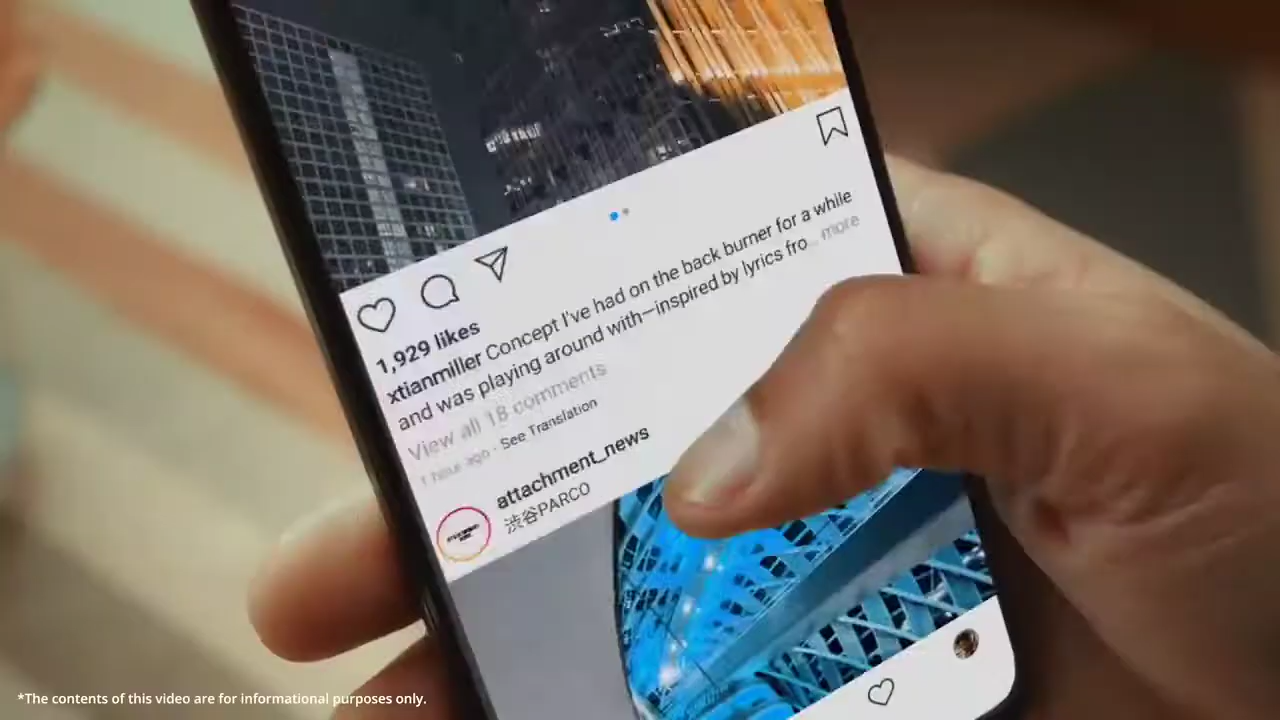 1,929 likes
xtianmiller Concept I've had on the back burner for a while
and was playing around with—inspired by lyrics fro... more
View all 18 comments
1 hour ago · See Translation
attachment_news
渋谷PARCO
*The contents of this video are for informational purposes only.